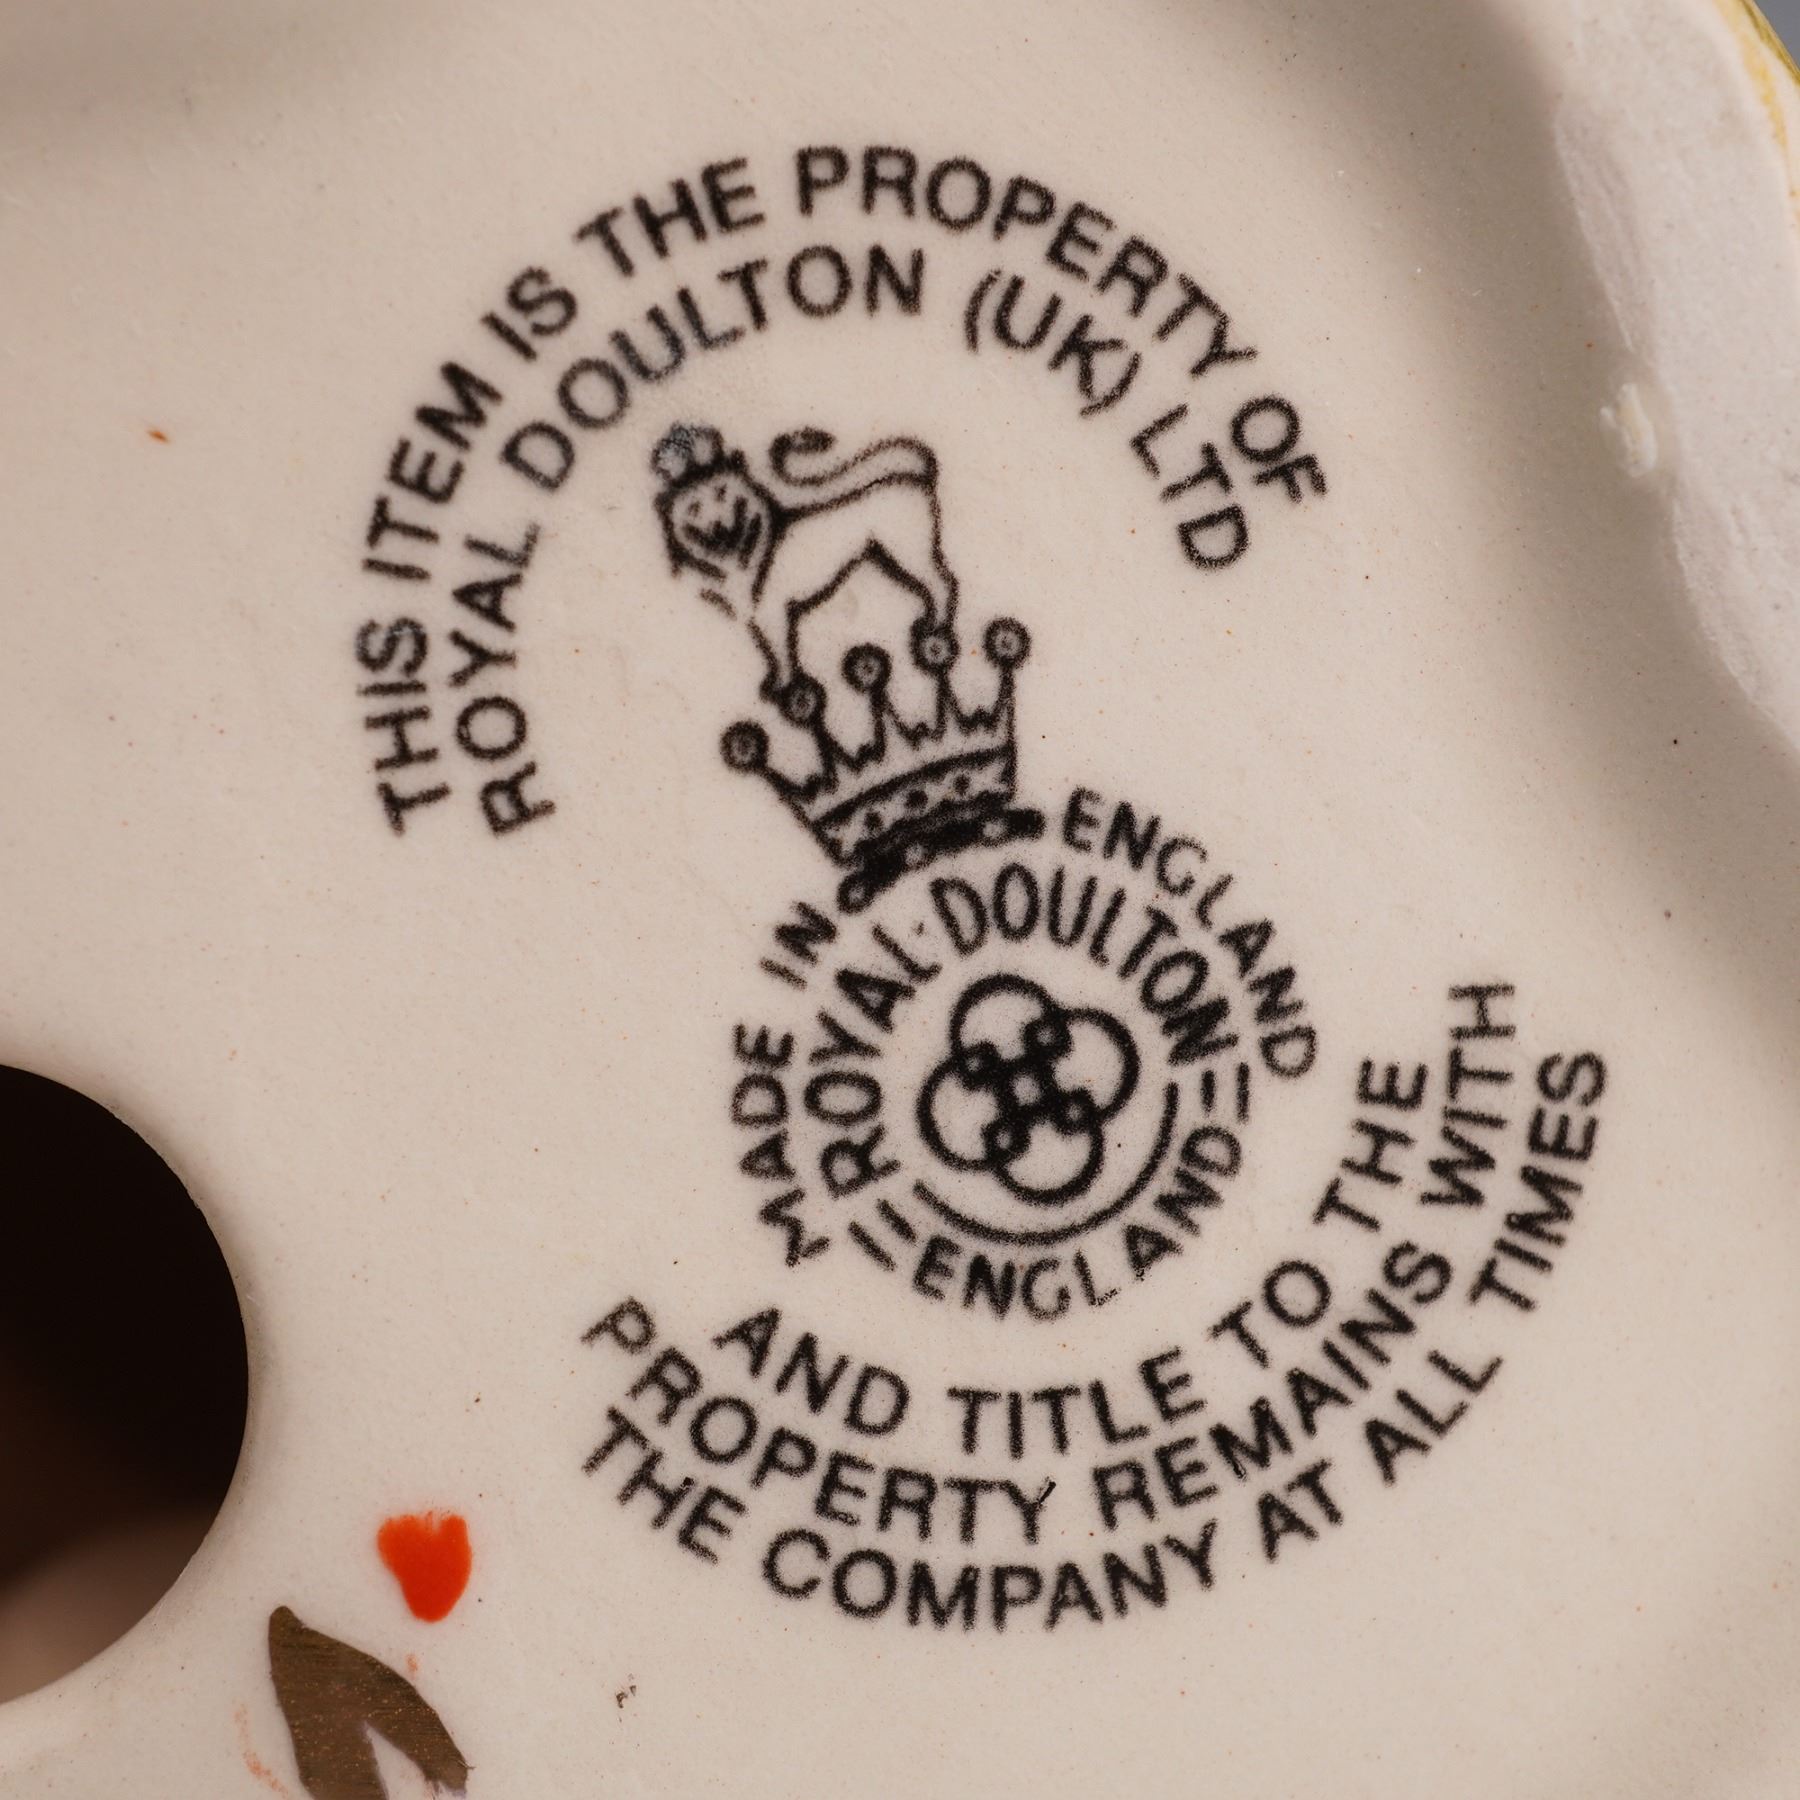 THIS ITEM IS THE PROPERTY OF
ROYAL DOULTON (UK) LTD
MADE IN ENGLAND
ROYAL·DOULTON
ENGLAND
AND TITLE TO THE
PROPERTY REMAINS WITH
THE COMPANY AT ALL TIMES